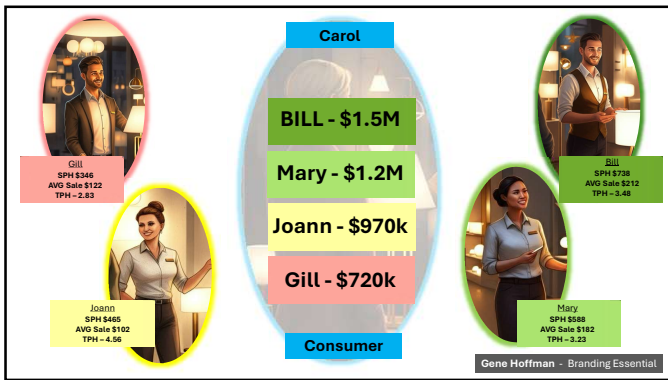 Carol
BILL - $1.5M
Mary - $1.2M
Joann - $970k
Gill - $720k
Consumer
Gill
SPH $346
AVG Sale $122
TPH – 2.83
Joann
SPH $465
AVG Sale $102
TPH – 4.56
Bill
SPH $738
AVG Sale $212
TPH – 3.48
Mary
SPH $588
AVG Sale $182
TPH – 3.23
Gene Hoffman - Branding Essential